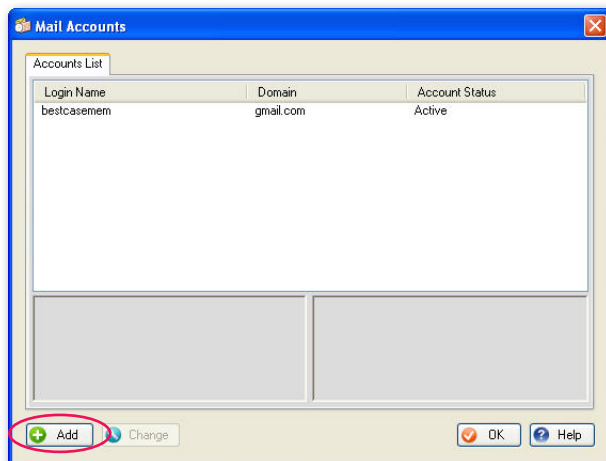 Mail Accounts
Accounts List
Login Name Domain Account Status
bestcasemem gmail.com Active
Add Change OK Help